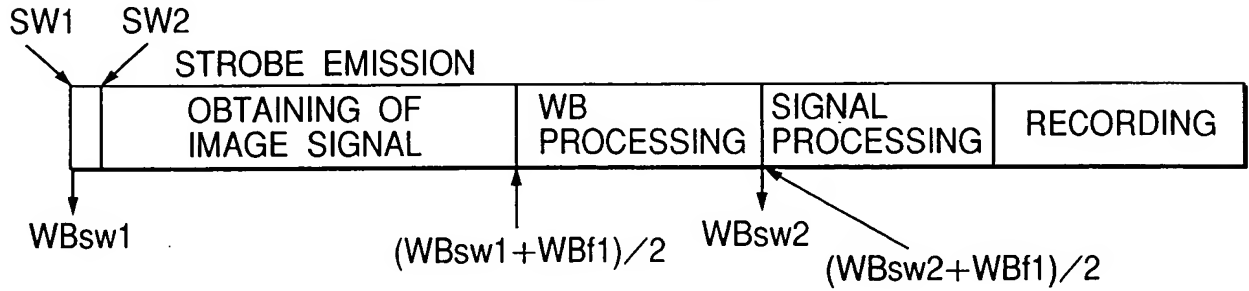 SW1 SW2
STROBE EMISSION
OBTAINING OF
IMAGE SIGNAL
WB
PROCESSING
SIGNAL
PROCESSING
RECORDING
WBsw1
(WBsw1+WBf1)/2
WBsw2
(WBsw2+WBf1)/2